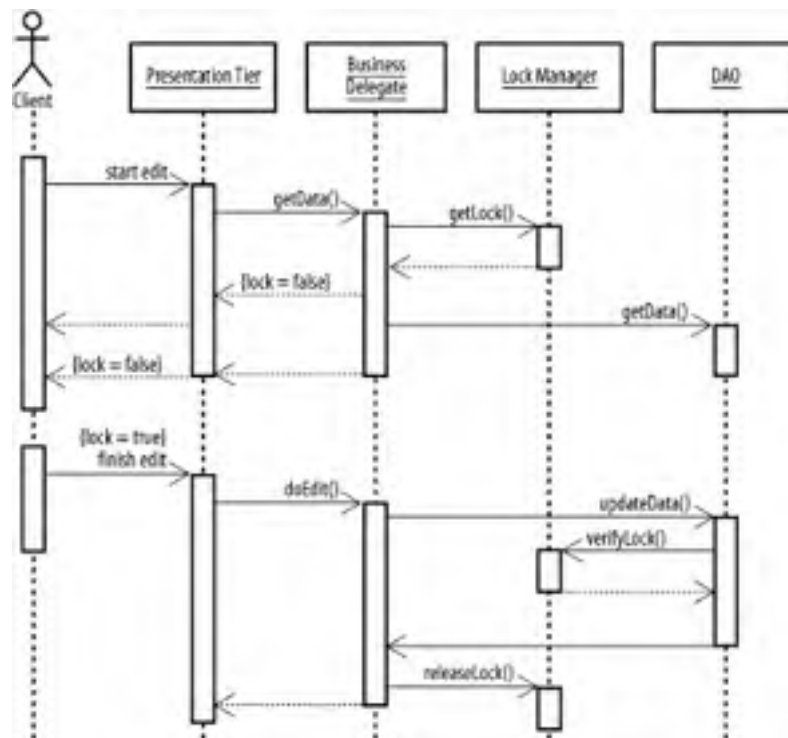 Client
Presentation Tier
Business
Delegate
Lock Manager
DAO
start edit
getData()
getLock()
{lock = false}
getData()
{lock = false}
{lock = true}
finish edit
doEdit()
updateData()
verifyLock()
releaseLock()